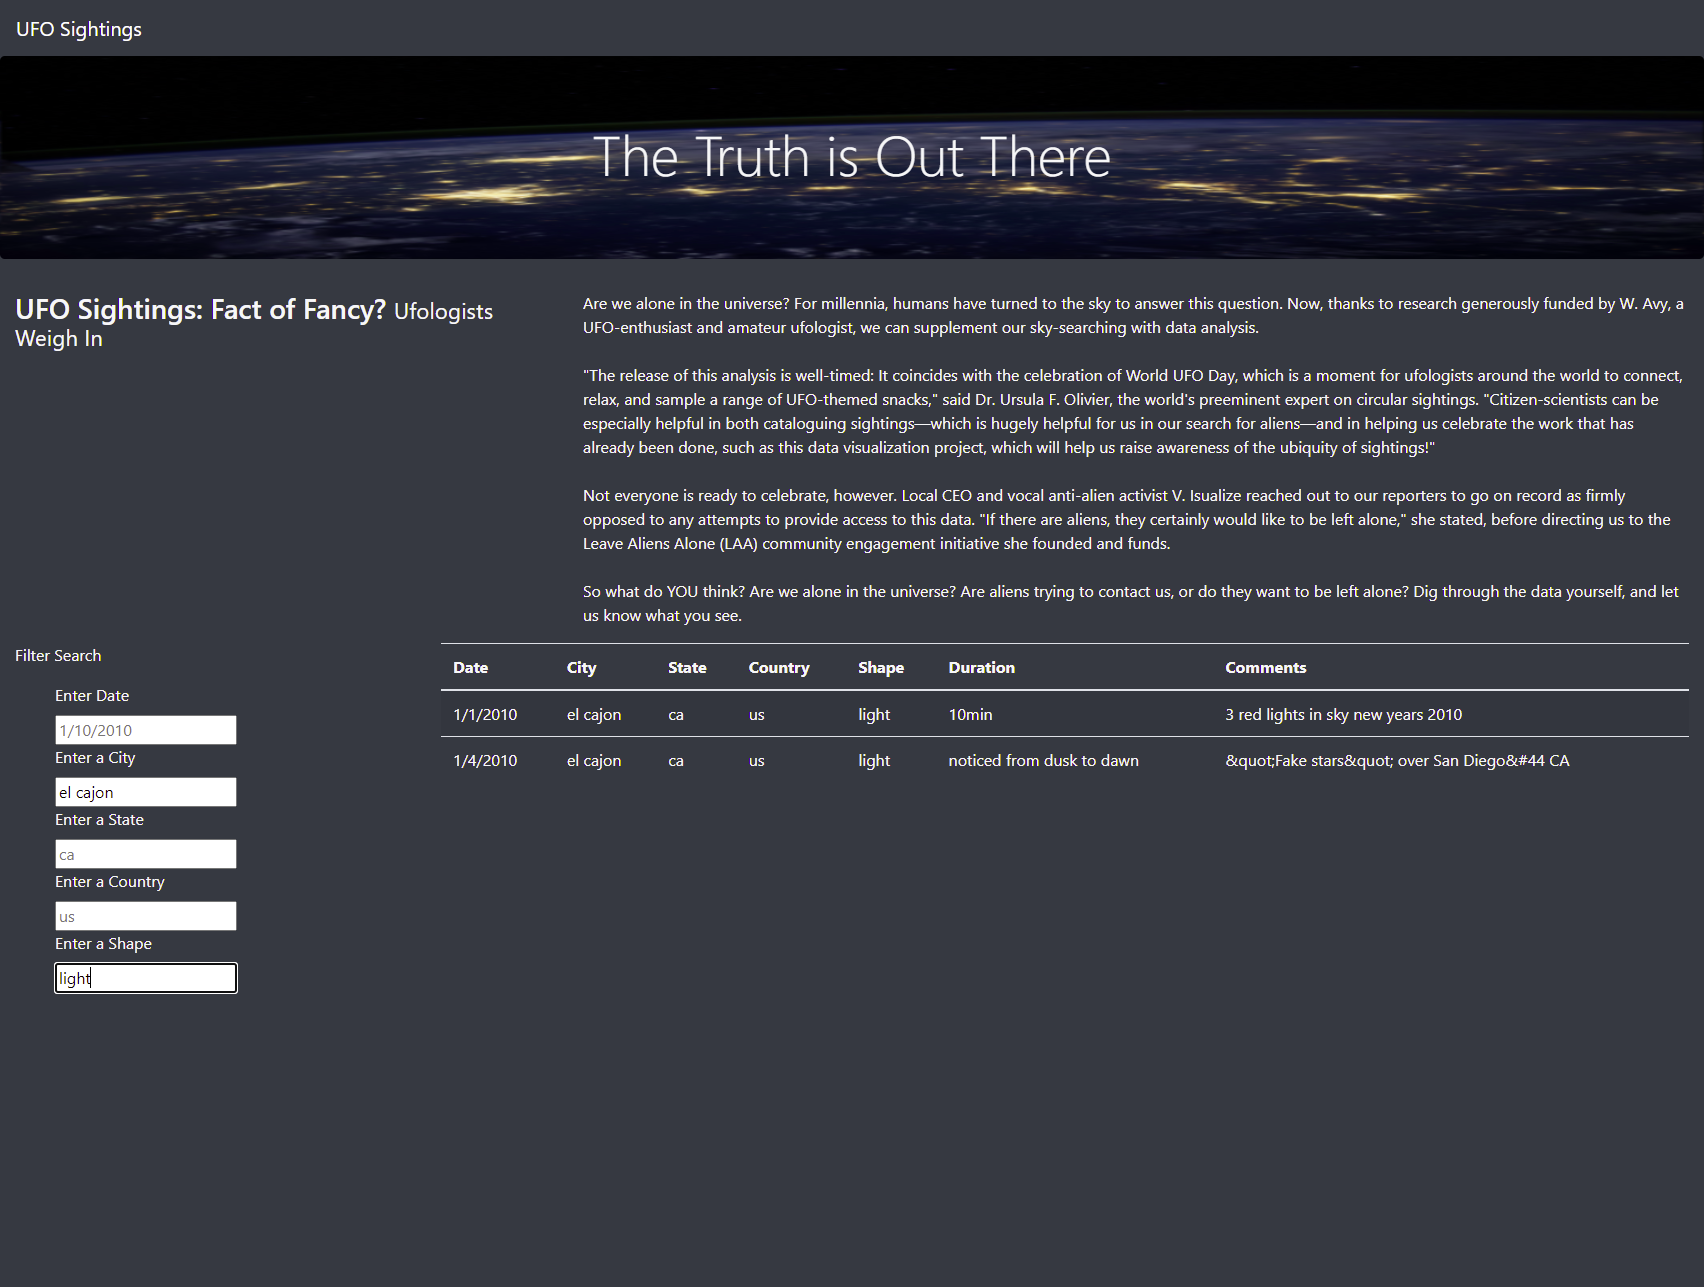 UFO Sightings
The Truth is Out There
UFO Sightings: Fact of Fancy? Ufologists
Weigh In
Are we alone in the universe? For millennia, humans have turned to the sky to answer this question. Now, thanks to research generously funded by W. Avy, a
UFO-enthusiast and amateur ufologist, we can supplement our sky-searching with data analysis.
"The release of this analysis is well-timed: It coincides with the celebration of World UFO Day, which is a moment for ufologists around the world to connect,
relax, and sample a range of UFO-themed snacks," said Dr. Ursula F. Olivier, the world's preeminent expert on circular sightings. "Citizen-scientists can be
especially helpful in both cataloguing sightings—which is hugely helpful for us in our search for aliens—and in helping us celebrate the work that has
already been done, such as this data visualization project, which will help us raise awareness of the ubiquity of sightings!"
Not everyone is ready to celebrate, however. Local CEO and vocal anti-alien activist V. Isualize reached out to our reporters to go on record as firmly
opposed to any attempts to provide access to this data. "If there are aliens, they certainly would like to be left alone," she stated, before directing us to the
Leave Aliens Alone (LAA) community engagement initiative she founded and funds.
So what do YOU think? Are we alone in the universe? Are aliens trying to contact us, or do they want to be left alone? Dig through the data yourself, and let
us know what you see.
Filter Search
Enter Date
1/10/2010
Enter a City
el cajon
Enter a State
ca
Enter a Country
us
Enter a Shape
light
Date City State Country Shape Duration Comments
1/1/2010 el cajon ca us light 10min 3 red lights in sky new years 2010
1/4/2010 el cajon ca us light noticed from dusk to dawn &quot;Fake stars&quot; over San Diego&#44 CA